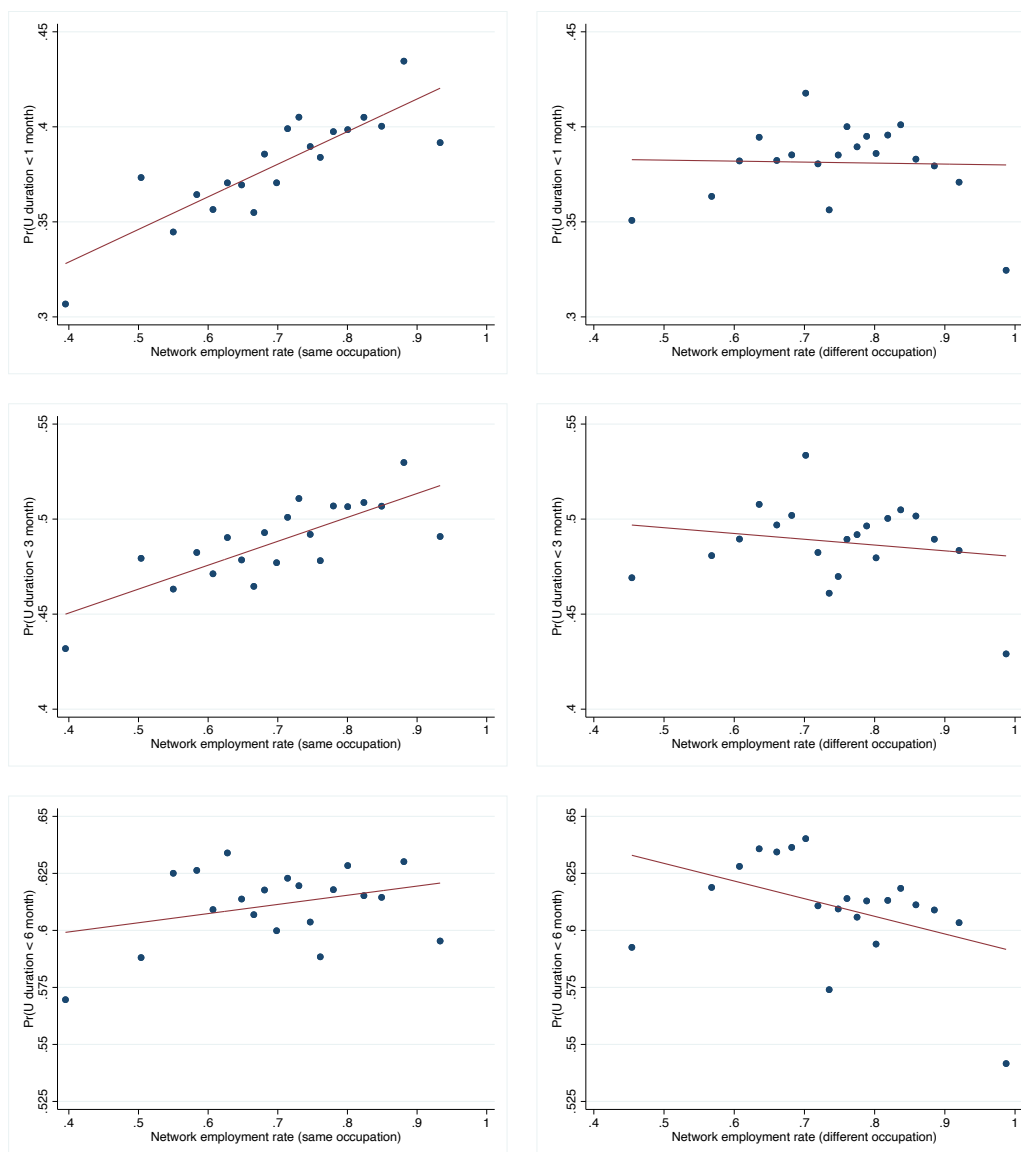 Pr(U duration < 1 month)
.45
.4
.35
.3
.4 .5 .6 .7 .8 .9 1
Network employment rate (same occupation)
Pr(U duration < 1 month)
.45
.4
.35
.3
.4 .5 .6 .7 .8 .9 1
Network employment rate (different occupation)
Pr(U duration < 3 month)
.55
.5
.45
.4
.4 .5 .6 .7 .8 .9 1
Network employment rate (same occupation)
Pr(U duration < 3 month)
.55
.5
.45
.4
.4 .5 .6 .7 .8 .9 1
Network employment rate (different occupation)
Pr(U duration < 6 month)
.65
.625
.6
.575
.55
.525
.4 .5 .6 .7 .8 .9 1
Network employment rate (same occupation)
Pr(U duration < 6 month)
.65
.625
.6
.575
.55
.525
.4 .5 .6 .7 .8 .9 1
Network employment rate (different occupation)